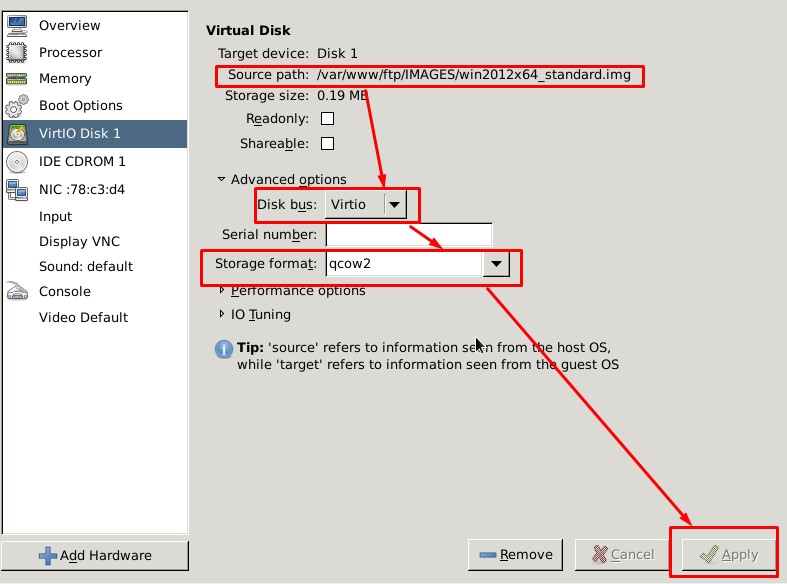 Overview
Processor
Memory
Boot Options
VirtIO Disk 1
IDE CDROM 1
NIC :78:c3:d4
Input
Display VNC
Sound: default
Console
Video Default
Add Hardware
Virtual Disk
Target device: Disk 1
Source path: /var/www/ftp/IMAGES/win2012x64_standard.img
Storage size: 0.19 MB
Readonly:
Shareable:
Advanced options
Disk bus: Virtio
Serial number:
Storage format: qcow2
Performance options
IO Tuning
Tip: 'source' refers to information seen from the host OS,
while 'target' refers to information seen from the guest OS
Remove Cancel Apply